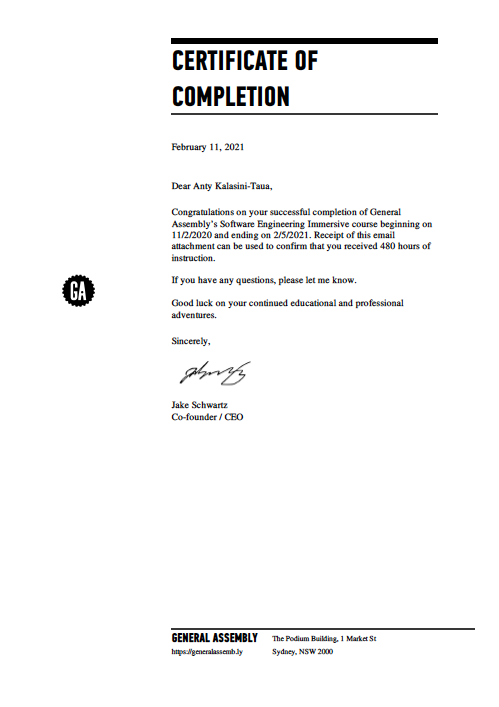 CERTIFICATE OF
COMPLETION
February 11, 2021
Dear Anty Kalasini-Taua,
Congratulations on your successful completion of General
Assembly's Software Engineering Immersive course beginning on
11/2/2020 and ending on 2/5/2021. Receipt of this email
attachment can be used to confirm that you received 480 hours of
instruction.
GA
If you have any questions, please let me know.
Good luck on your continued educational and professional
adventures.
Sincerely,
Jake Schwartz
Co-founder / CEO
GENERAL ASSEMBLY The Podium Building, 1 Market St
https://generalassemb.ly Sydney, NSW 2000